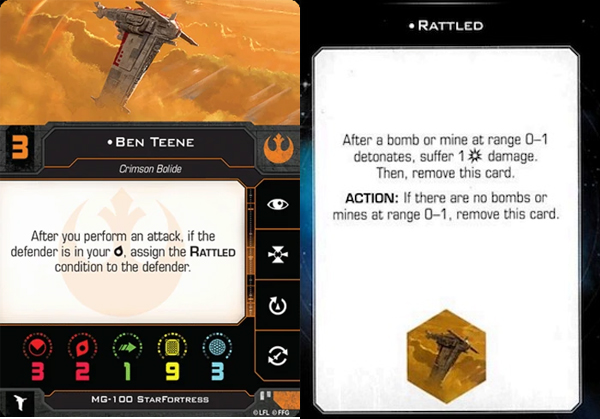 3
•BEN TEENE
Crimson Bolide
After you perform an attack, if the
defender is in your , assign the RATTLED
condition to the defender.
3 2 1 9 3
MG-100 STARFORTRESS
©LFL ©FFG
•RATTLED
After a bomb or mine at range 0–1
detonates, suffer 1 damage.
Then, remove this card.
ACTION: If there are no bombs or
mines at range 0–1, remove this card.